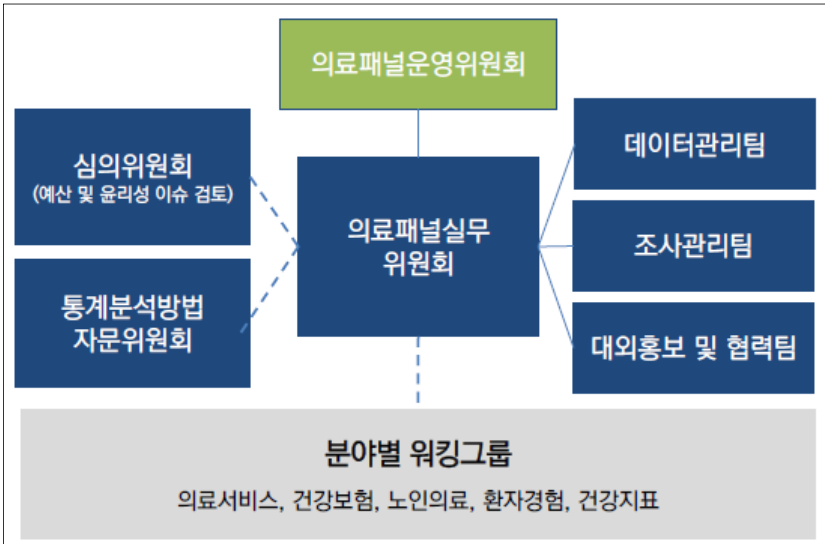 의료패널운영위원회
심의위원회
(예산 및 윤리성 이슈 검토)
통계분석방법
자문위원회
의료패널실무
위원회
데이터관리팀
조사관리팀
대외홍보 및 협력팀
분야별 워킹그룹
의료서비스, 건강보험, 노인의료, 환자경험, 건강지표